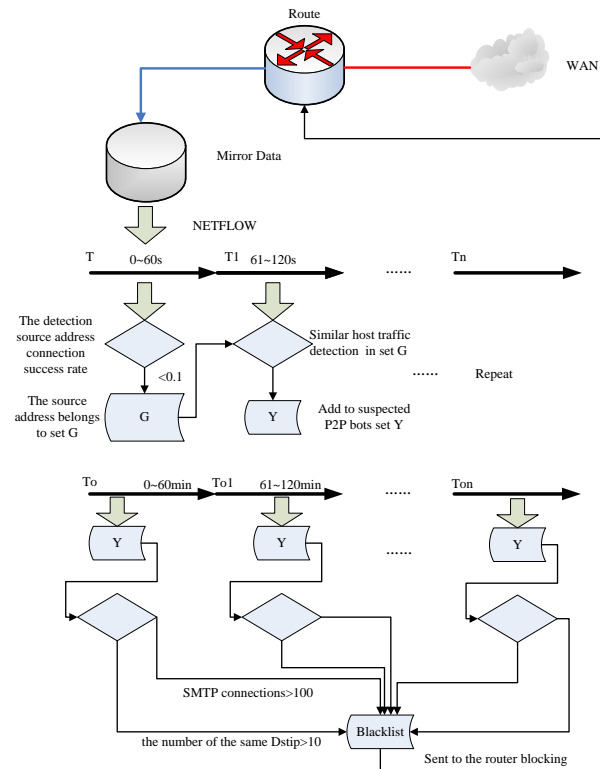 Route
WAN
Mirror Data
NETFLOW
T
0~60s
T1
61~120s
......
Tn
The detection
source address
connection
success rate
Similar host traffic
detection in set G
<0.1
......
Repeat
The source
address belongs
to set G
G
Y
Add to suspected
P2P bots set Y
To
0~60min
To1
61~120min
......
Ton
Y
Y
......
Y
SMTP connections>100
the number of the same Dstip>10
Blacklist
Sent to the router blocking